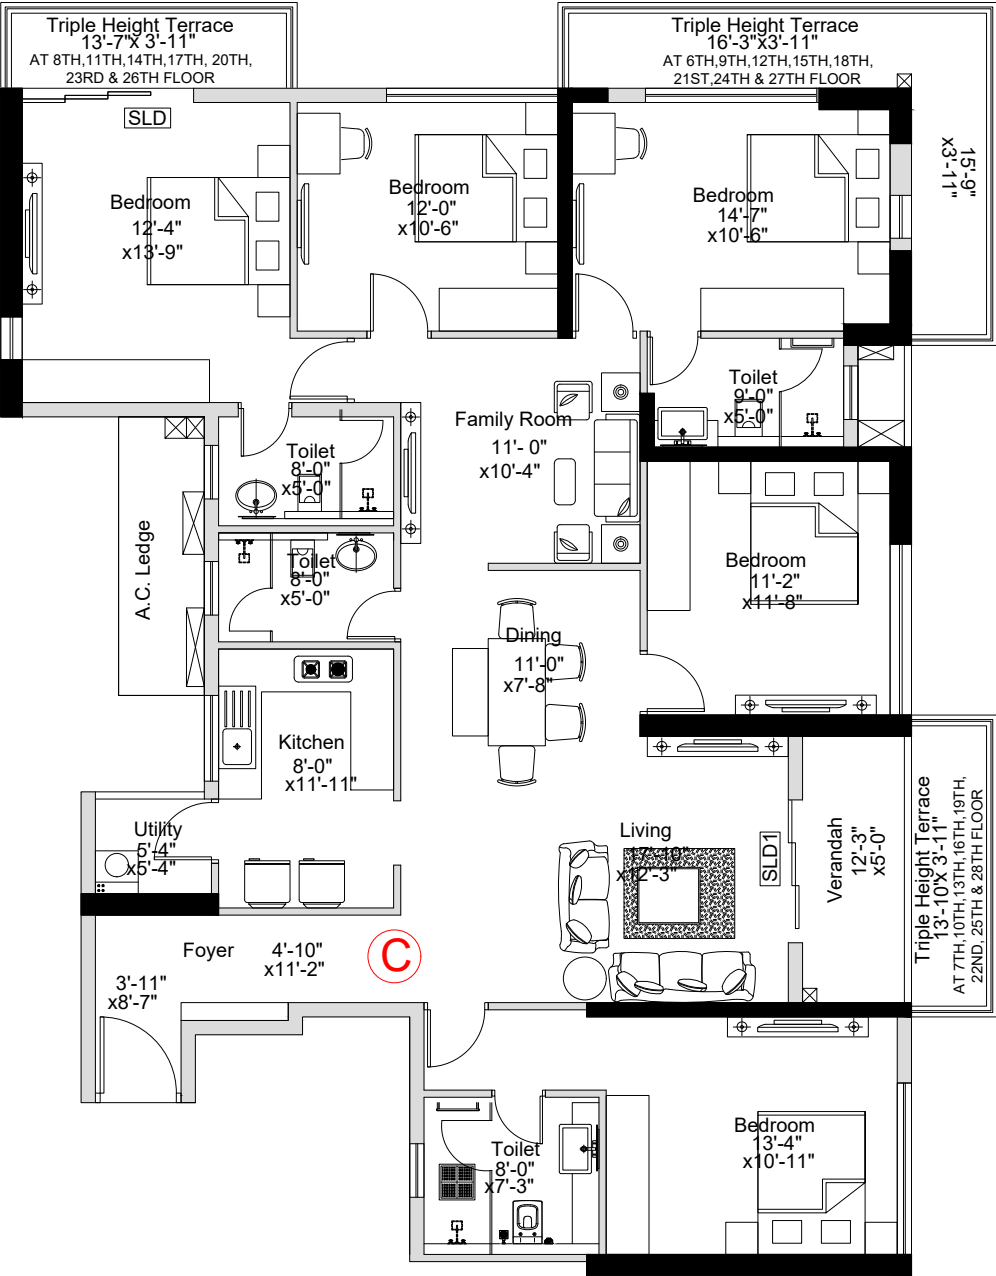 Triple Height Terrace
13'-7"x 3'-11"
AT 8TH,11TH,14TH,17TH, 20TH,
23RD & 26TH FLOOR
Triple Height Terrace
16'-3"x3'-11"
AT 6TH,9TH,12TH,15TH,18TH,
21ST,24TH & 27TH FLOOR
15'-9"
x3'-11"
SLD
Bedroom
12'-4"
x13'-9"
Bedroom
12'-0"
x10'-6"
Bedroom
14'-7"
x10'-6"
Toilet
9'-0"
x5'-0"
Family Room
11'- 0"
x10'-4"
Toilet
8'-0"
x5'-0"
A.C. Ledge
Toilet
8'-0"
x5'-0"
Bedroom
11'-2"
x11'-8"
Dining
11'-0"
x7'-8"
Kitchen
8'-0"
x11'-11"
Utility
5'-4"
x5'-4"
Living
17'-10"
x12'-3"
SLD1
Verandah
12'-3"
x5'-0"
Triple Height Terrace
13'-10"x 3'-11"
AT 7TH,10TH,13TH,16TH,19TH,
22ND, 25TH & 28TH FLOOR
Foyer
4'-10"
x11'-2"
C
3'-11"
x8'-7"
Toilet
8'-0"
x7'-3"
Bedroom
13'-4"
x10'-11"